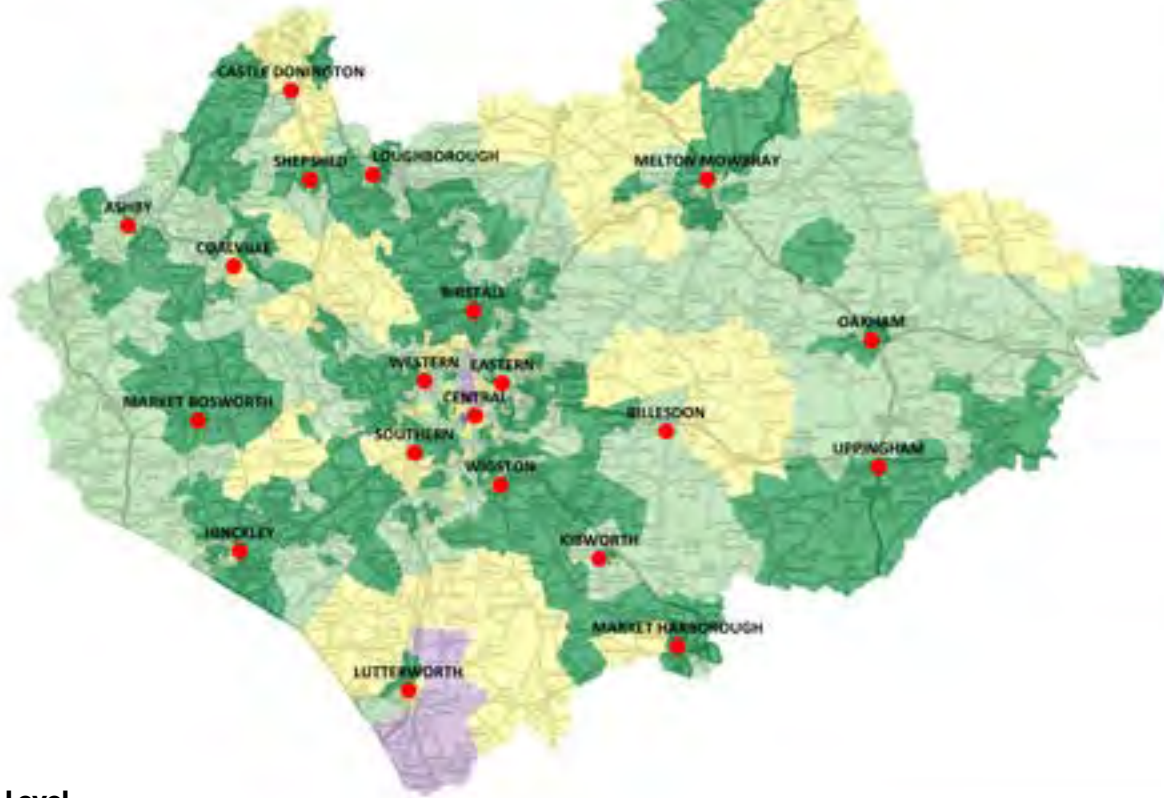 CASTLE DONINGTON
SHEPSHED
LOUGHBOROUGH
MELTON MOWBRAY
ASHBY
COALVILLE
BIRSTALL
OAKHAM
WESTERN
EASTERN
CENTRAL
MARKET BOSWORTH
BILLESDON
SOUTHERN
UPPINGHAM
WIGSTON
HINCKLEY
KIBWORTH
MARKET HARBOROUGH
LUTTERWORTH
Level